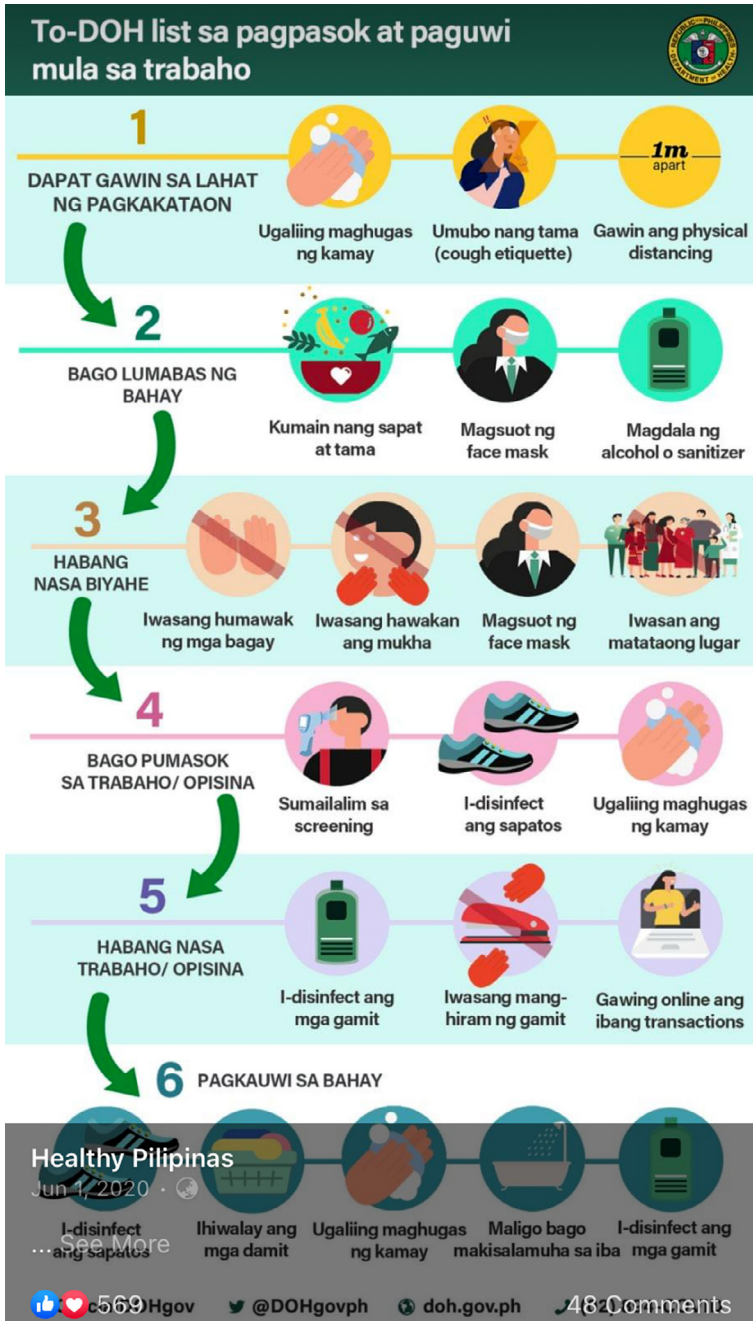 To-DOH list sa pagpasok at paguwi
mula sa trabaho
REPUBLIC OF THE PHILIPPINES
DEPARTMENT OF HEALTH
1
DAPAT GAWIN SA LAHAT
NG PAGKAKATAON
Ugaliing maghugas
ng kamay
!!
Umubo nang tama
(cough etiquette)
1m
apart
Gawin ang physical
distancing
2
BAGO LUMABAS NG
BAHAY
Kumain nang sapat
at tama
Magsuot ng
face mask
Magdala ng
alcohol o sanitizer
3
HABANG
NASA BIYAHE
Iwasang humawak
ng mga bagay
Iwasang hawakan
ang mukha
Magsuot ng
face mask
Iwasan ang
matataong lugar
4
BAGO PUMASOK
SA TRABAHO/ OPISINA
Sumailalim sa
screening
I-disinfect
ang sapatos
Ugaliing maghugas
ng kamay
5
HABANG NASA
TRABAHO/ OPISINA
I-disinfect ang
mga gamit
Iwasang mang-
hiram ng gamit
Gawing online ang
ibang transactions
6 PAGKAUWI SA BAHAY
Healthy Pilipinas
Jun 1, 2020 ·
I-disinfect
ang sapatos
... See More
Ihiwalay ang
mga damit
Ugaliing maghugas
ng kamay
Maligo bago
makisalamuha sa iba
I-disinfect ang
mga gamit
569
@DOHgovph
doh.gov.ph
48 Comments